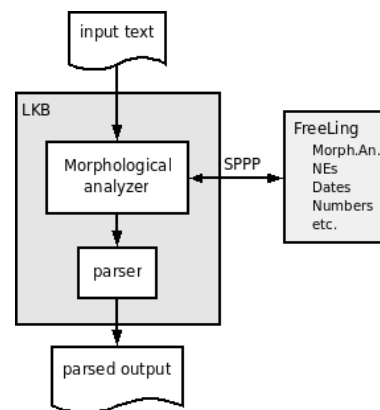 input text
LKB
Morphological
analyzer
SPPP
FreeLing
Morph.An.
NEs
Dates
Numbers
etc.
parser
parsed output